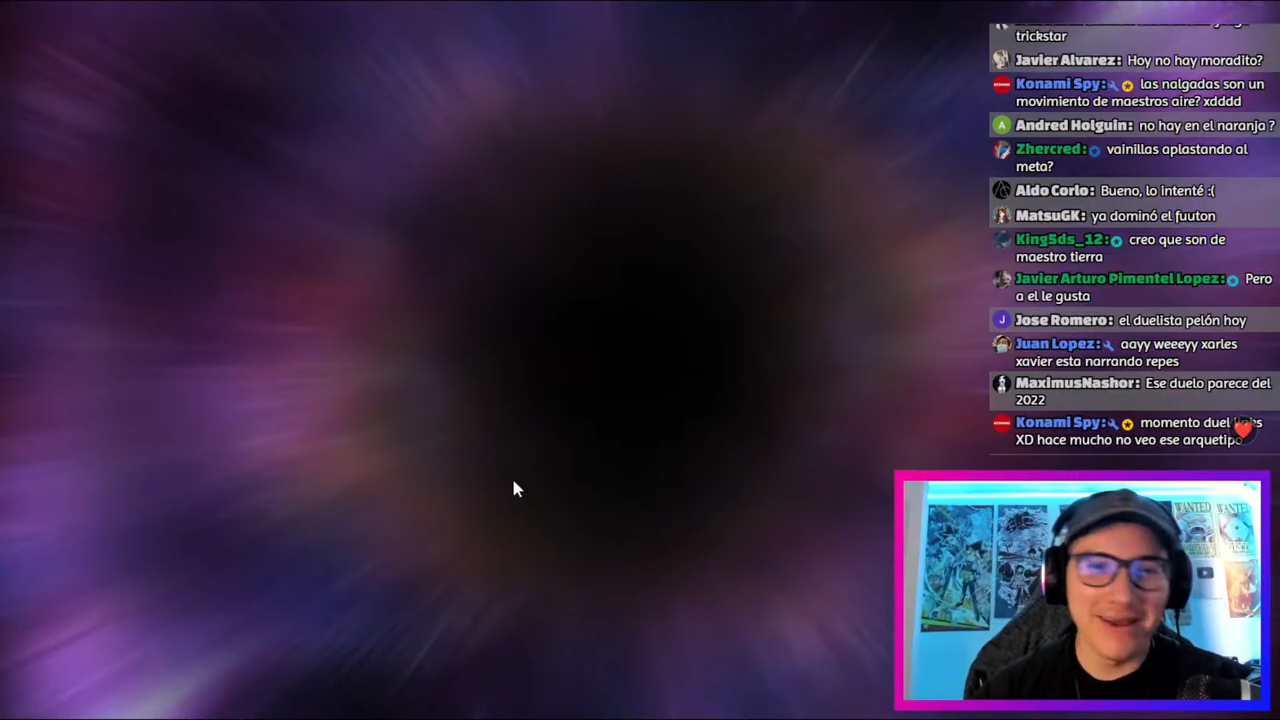 trickstar
Javier Alvarez: Hoy no hay moradito?
Konami Spy: las nalgadas son un
movimiento de maestros aire? xdddd
Andred Holguin: no hay en el naranja ?
Zhercred: vainillas aplastando al
meta?
Aldo Corlo: Bueno, lo intenté :(
MatsuGK: ya dominó el fuuton
King5ds_12: creo que son de
maestro tierra
Javier Arturo Pimentel Lopez: Pero
a el le gusta
Jose Romero: el duelista pelón hoy
Juan Lopez: aayy weeeyy xarles
xavier esta narrando repes
MaximusNashor: Ese duelo parece del
2022
Konami Spy: momento duel links
XD hace mucho no veo ese arquetipo
WANTED
WANTED
KONAMI
A
J